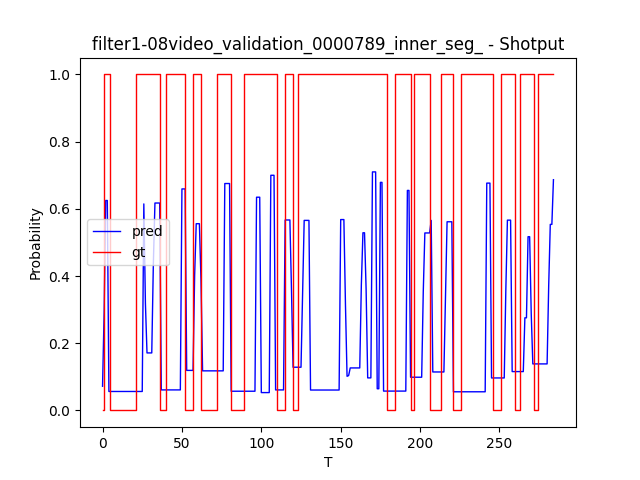 filter1-08video_validation_0000789_inner_seg_ - Shotput
1.0
0.8
0.6
0.4
0.2
0.0
Probability
pred
gt
0 50 100 150 200 250
T